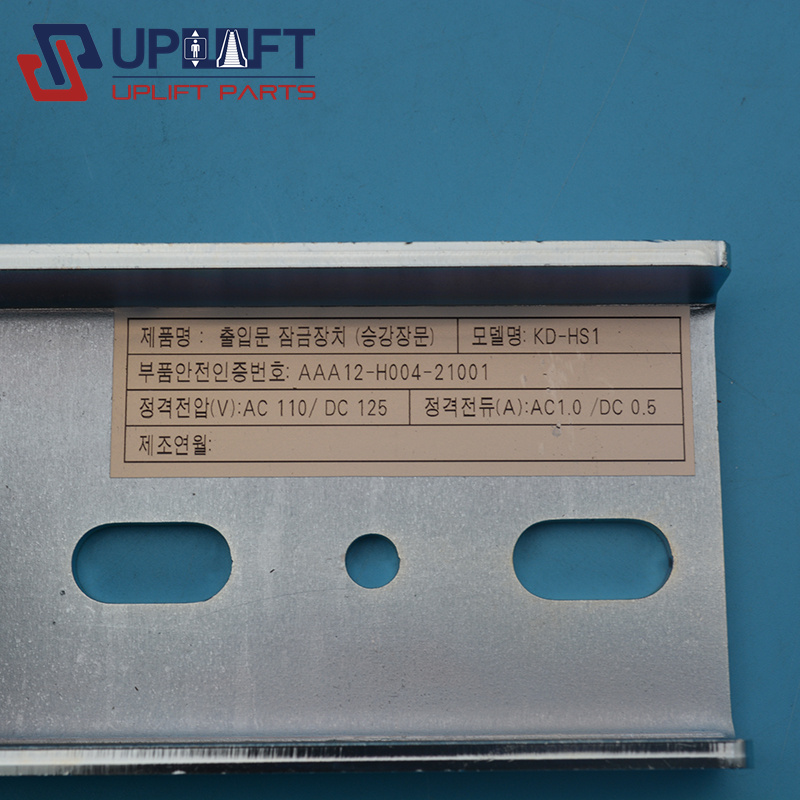 UPLIFT
UPLIFT PARTS
제품명 : 출입문 잠금장치 (승강장문) 모델명: KD-HS1
부품안전인증번호: AAA12-H004-21001
정격전압(V):AC 110/ DC 125 정격전듀(A):AC1.0 /DC 0.5
제조연월: